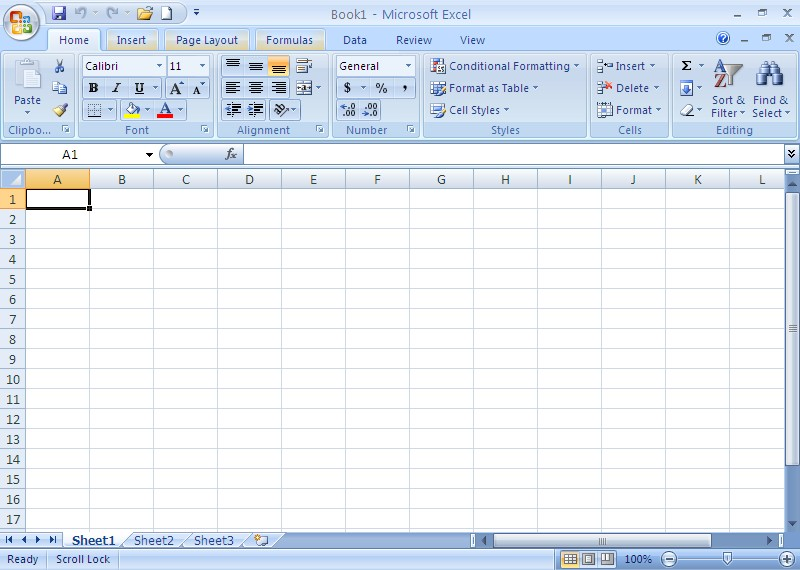 Book1 - Microsoft Excel
Home Insert Page Layout Formulas Data Review View
Calibri 11 General Conditional Formatting Insert Σ
B I U A A $ % , Format as Table Delete
Paste Cell Styles Format Sort & Filter Find & Select
Clipbo... Font Alignment Number Styles Cells Editing
A1 fx
A B C D E F G H I J K L
1
2
3
4
5
6
7
8
9
10
11
12
13
14
15
16
17
Sheet1 Sheet2 Sheet3
Ready Scroll Lock 100%